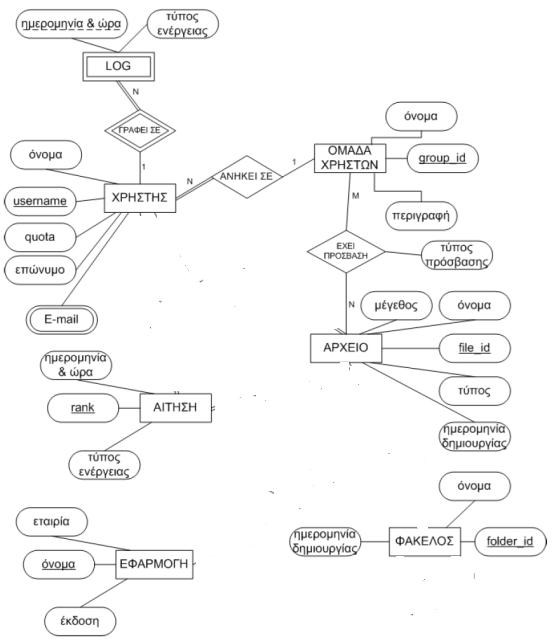 ημερομηνία & ώρα
τύπος
ενέργειας
LOG
N
ΓΡΑΦΕΙ ΣΕ
1
όνομα
ΧΡΗΣΤΗΣ
username
quota
επώνυμο
E-mail
N
ΑΝΗΚΕΙ ΣΕ
1
όνομα
ΟΜΑΔΑ
ΧΡΗΣΤΩΝ
group_id
περιγραφή
M
ΕΧΕΙ
ΠΡΟΣΒΑΣΗ
τύπος
πρόσβασης
N
μέγεθος
όνομα
ΑΡΧΕΙΟ
file_id
τύπος
ημερομηνία
δημιουργίας
ημερομηνία
& ώρα
rank
ΑΙΤΗΣΗ
τύπος
ενέργειας
όνομα
ημερομηνία
δημιουργίας
ΦΑΚΕΛΟΣ
folder_id
εταιρία
όνομα
ΕΦΑΡΜΟΓΗ
έκδοση